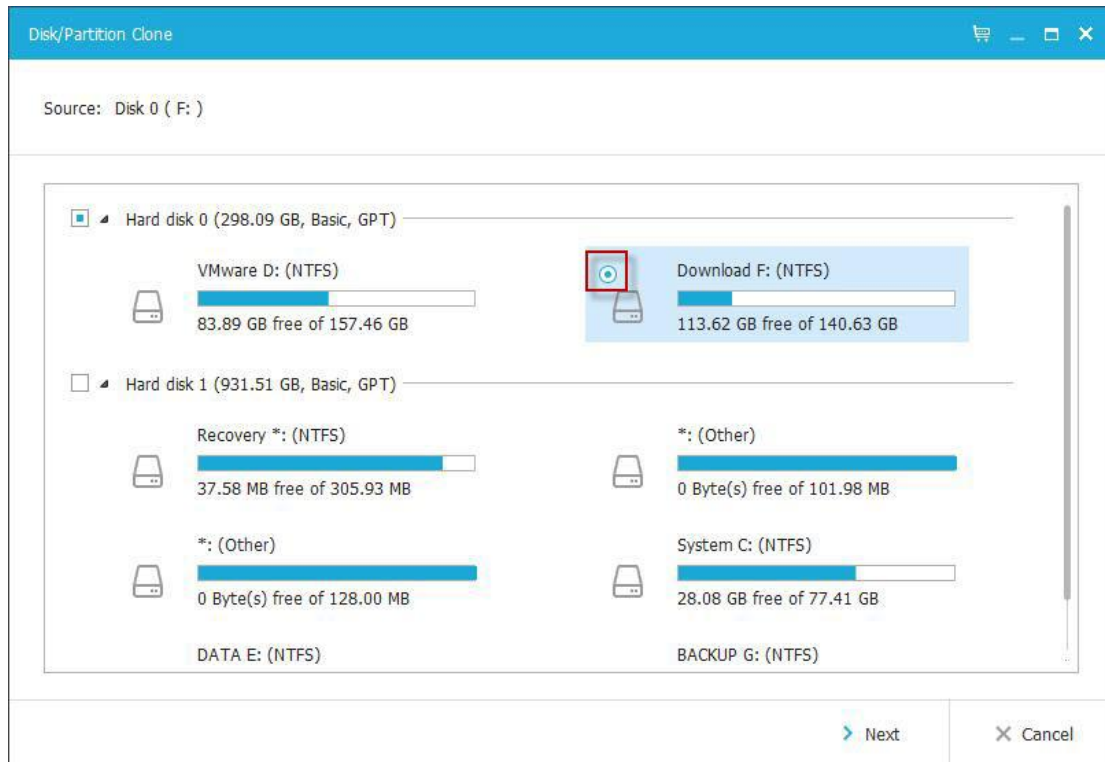 Disk/Partition Clone
Source: Disk 0 ( F: )
Hard disk 0 (298.09 GB, Basic, GPT)
VMware D: (NTFS)
83.89 GB free of 157.46 GB
Download F: (NTFS)
113.62 GB free of 140.63 GB
Hard disk 1 (931.51 GB, Basic, GPT)
Recovery *: (NTFS)
37.58 MB free of 305.93 MB
*: (Other)
0 Byte(s) free of 101.98 MB
*: (Other)
0 Byte(s) free of 128.00 MB
System C: (NTFS)
28.08 GB free of 77.41 GB
DATA E: (NTFS)
BACKUP G: (NTFS)
Next
Cancel